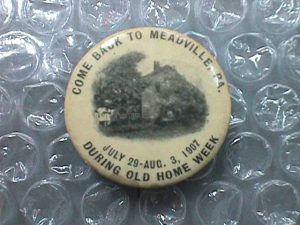 COME BACK TO MEADVILLE, PA.
JULY 29-AUG. 3, 1907
DURING OLD HOME WEEK